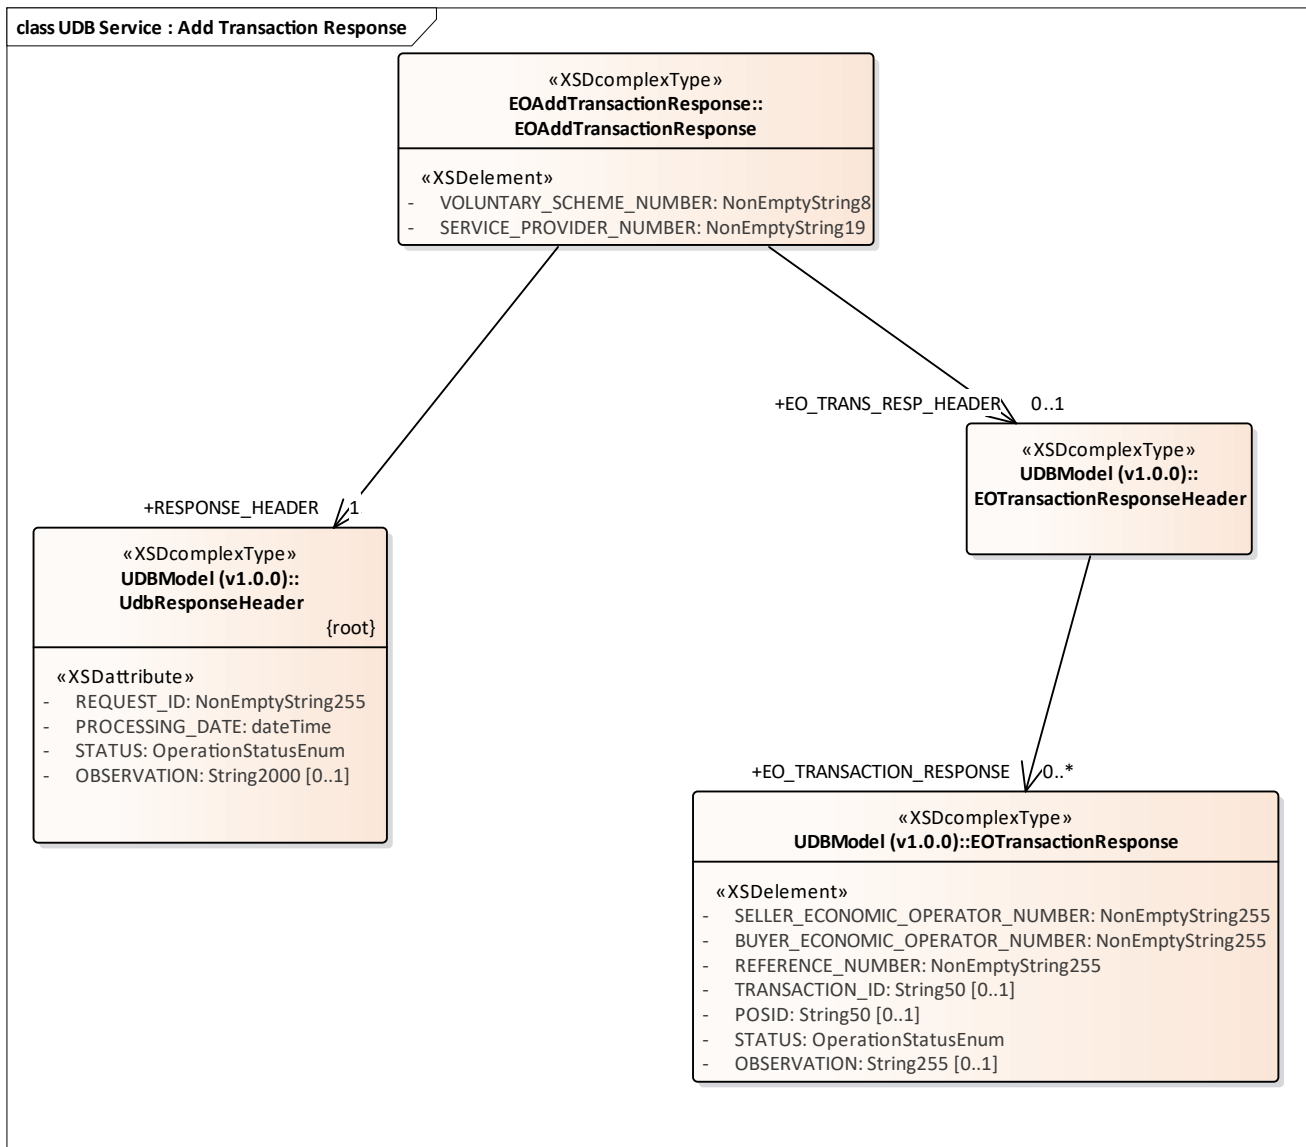 class UDB Service : Add Transaction Response
«XSDcomplexType»
EOAddTransactionResponse::
EOAddTransactionResponse
«XSDelement»
- VOLUNTARY_SCHEME_NUMBER: NonEmptyString8
- SERVICE_PROVIDER_NUMBER: NonEmptyString19
+EO_TRANS_RESP_HEADER 0..1
«XSDcomplexType»
UDBModel (v1.0.0)::
EOTransactionResponseHeader
+RESPONSE_HEADER 1
«XSDcomplexType»
UDBModel (v1.0.0)::
UdbResponseHeader
{root}
«XSDattribute»
- REQUEST_ID: NonEmptyString255
- PROCESSING_DATE: dateTime
- STATUS: OperationStatusEnum
- OBSERVATION: String2000 [0..1]
+EO_TRANSACTION_RESPONSE 0..*
«XSDcomplexType»
UDBModel (v1.0.0)::EOTransactionResponse
«XSDelement»
- SELLER_ECONOMIC_OPERATOR_NUMBER: NonEmptyString255
- BUYER_ECONOMIC_OPERATOR_NUMBER: NonEmptyString255
- REFERENCE_NUMBER: NonEmptyString255
- TRANSACTION_ID: String50 [0..1]
- POSID: String50 [0..1]
- STATUS: OperationStatusEnum
- OBSERVATION: String255 [0..1]